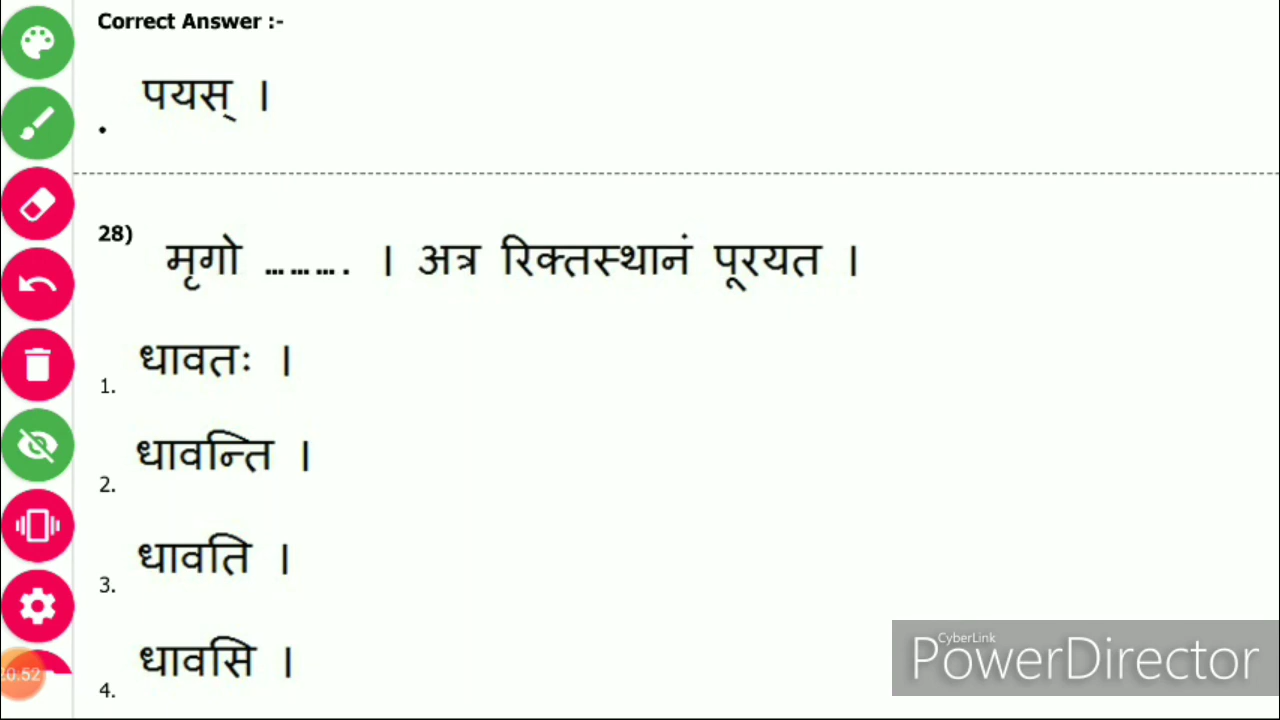 Correct Answer :-
पयस् ।
28) मृगो ... ... ... . । अत्र रिक्तस्थानं पूरयत ।
1. धावतः ।
2. धावन्ति ।
3. धावति ।
4. धावसि ।
CyberLink
PowerDirector